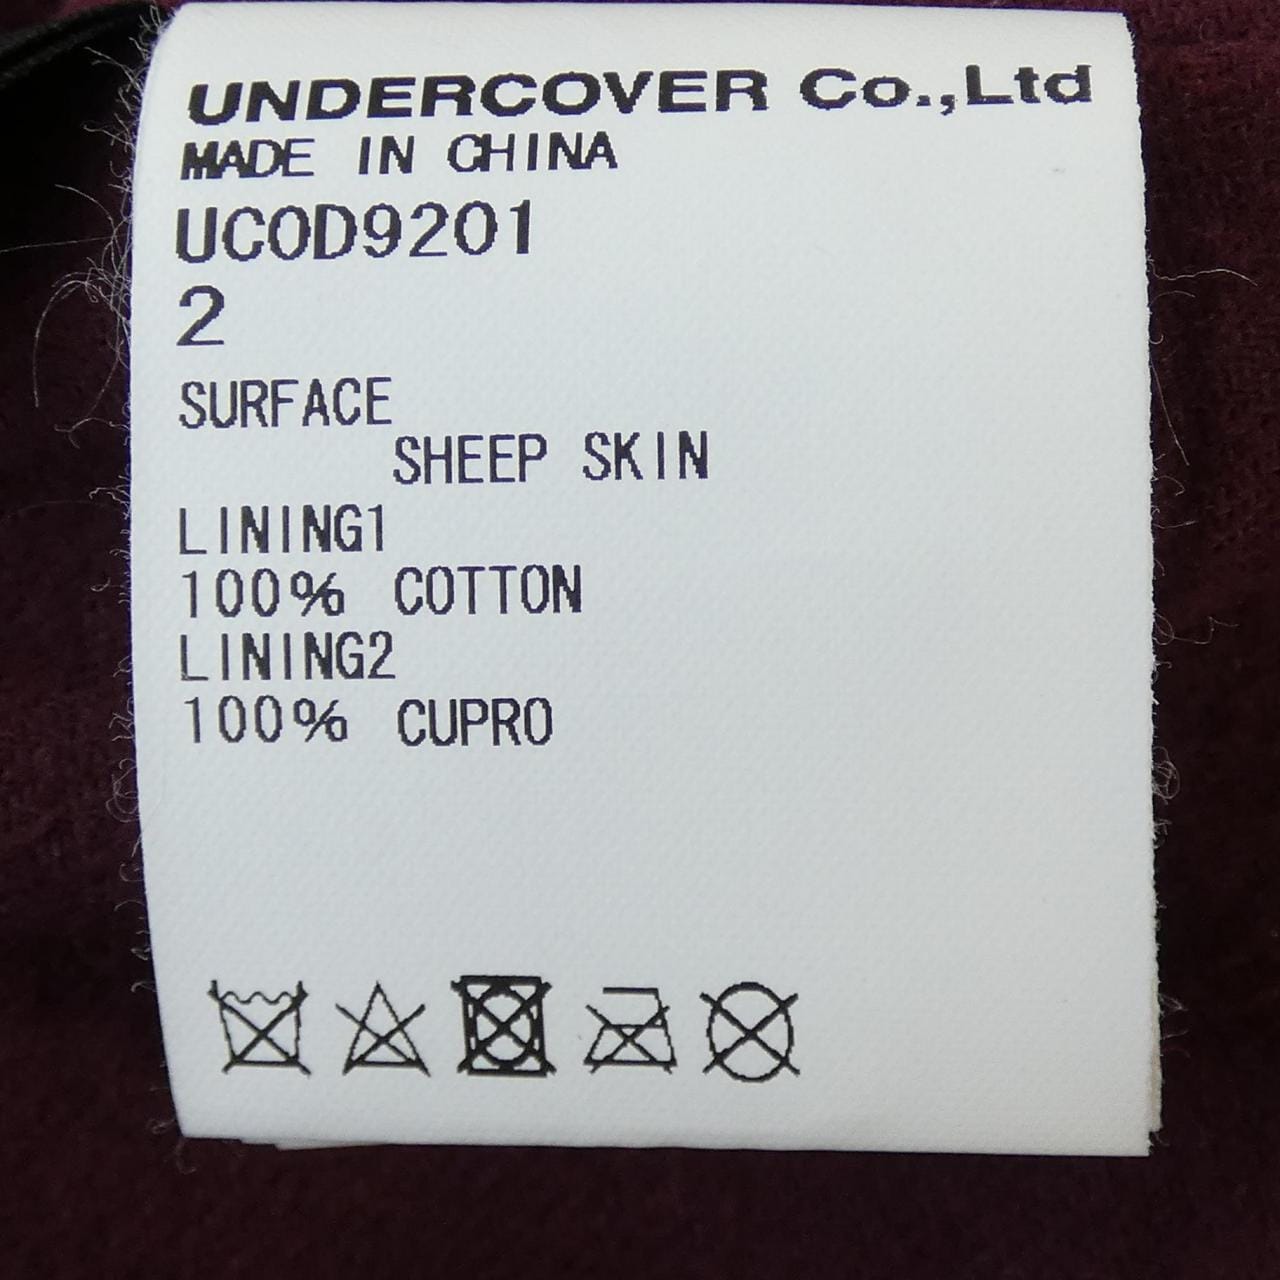 UNDERCOVER Co.,Ltd
MADE IN CHINA
UCOD9201
2
SURFACE
SHEEP SKIN
LINING1
100% COTTON
LINING2
100% CUPRO